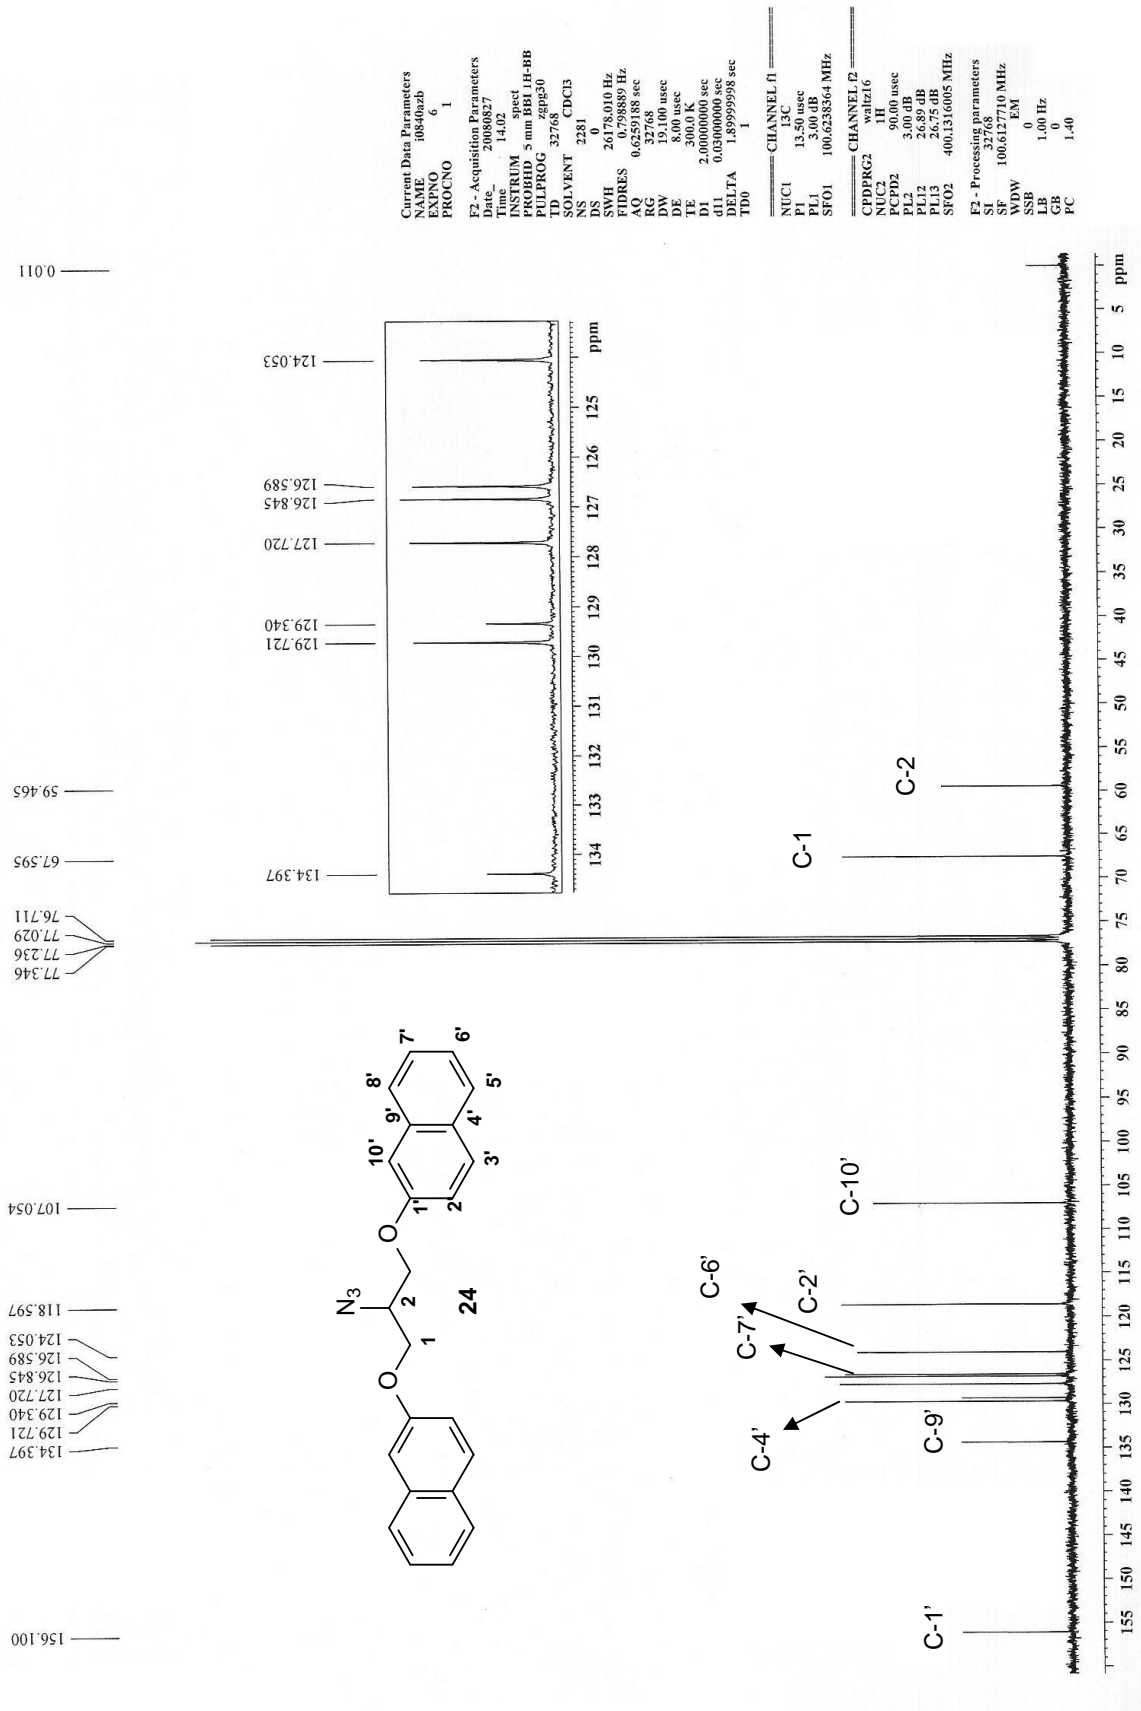 156.100
134.397
129.721
129.340
127.720
126.845
126.589
124.053
118.597
107.054
77.346
77.236
77.029
76.711
67.595
59.465
0.011
134.397
129.721
129.340
127.720
126.845
126.589
124.053
134 133 132 131 130 129 128 127 126 125 ppm
N3
O O
1 2
1' 2' 3' 4' 5' 6' 7' 8' 9' 10'
24
C-1'
C-9'
C-4'
C-7'
C-6'
C-2'
C-10'
C-1
C-2
155 150 145 140 135 130 125 120 115 110 105 100 95 90 85 80 75 70 65 60 55 50 45 40 35 30 25 20 15 10 5 ppm
Current Data Parameters
NAME i0840azb
EXPNO 6
PROCNO 1
F2 - Acquisition Parameters
Date_ 20080827
Time 14.02
INSTRUM spect
PROBHD 5 mm BBI 1H-BB
PULPROG zgpg30
TD 32768
SOLVENT CDCl3
NS 2281
DS 0
SWH 26178.010 Hz
FIDRES 0.798889 Hz
AQ 0.6259188 sec
RG 32768
DW 19.100 usec
DE 8.00 usec
TE 300.0 K
D1 2.00000000 sec
d11 0.03000000 sec
DELTA 1.89999998 sec
TD0 1
======== CHANNEL f1 ========
NUC1 13C
P1 13.50 usec
PL1 3.00 dB
SFO1 100.6238364 MHz
======== CHANNEL f2 ========
CPDPRG2 waltz16
NUC2 1H
PCPD2 90.00 usec
PL2 3.00 dB
PL12 26.89 dB
PL13 26.75 dB
SFO2 400.1316005 MHz
F2 - Processing parameters
SI 32768
SF 100.6127710 MHz
WDW EM
SSB 0
LB 1.00 Hz
GB 0
PC 1.40